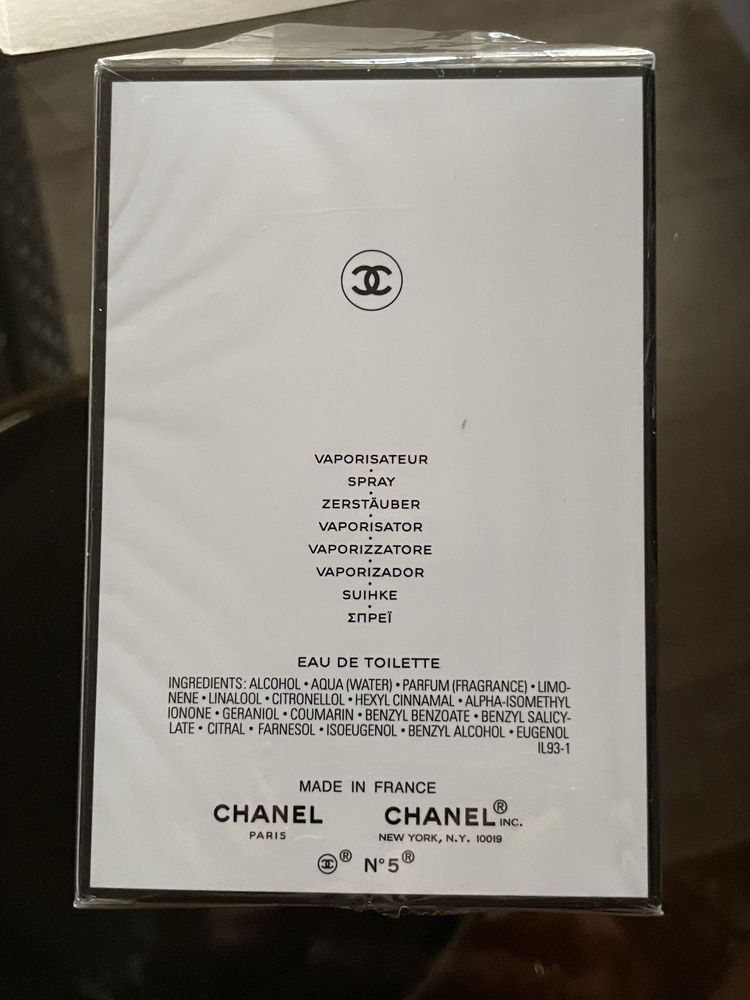 VAPORISATEUR
SPRAY
ZERSTÄUBER
VAPORISATOR
VAPORIZZATORE
VAPORIZADOR
SUIHKE
ΣΠΡΕΪ
EAU DE TOILETTE
INGREDIENTS: ALCOHOL • AQUA (WATER) • PARFUM (FRAGRANCE) • LIMO-
NENE • LINALOOL • CITRONELLOL • HEXYL CINNAMAL • ALPHA-ISOMETHYL
IONONE • GERANIOL • COUMARIN • BENZYL BENZOATE • BENZYL SALICY-
LATE • CITRAL • FARNESOL • ISOEUGENOL • BENZYL ALCOHOL • EUGENOL
IL93-1
MADE IN FRANCE
CHANEL CHANEL® INC.
PARIS NEW YORK, N.Y. 10019
® N°5®